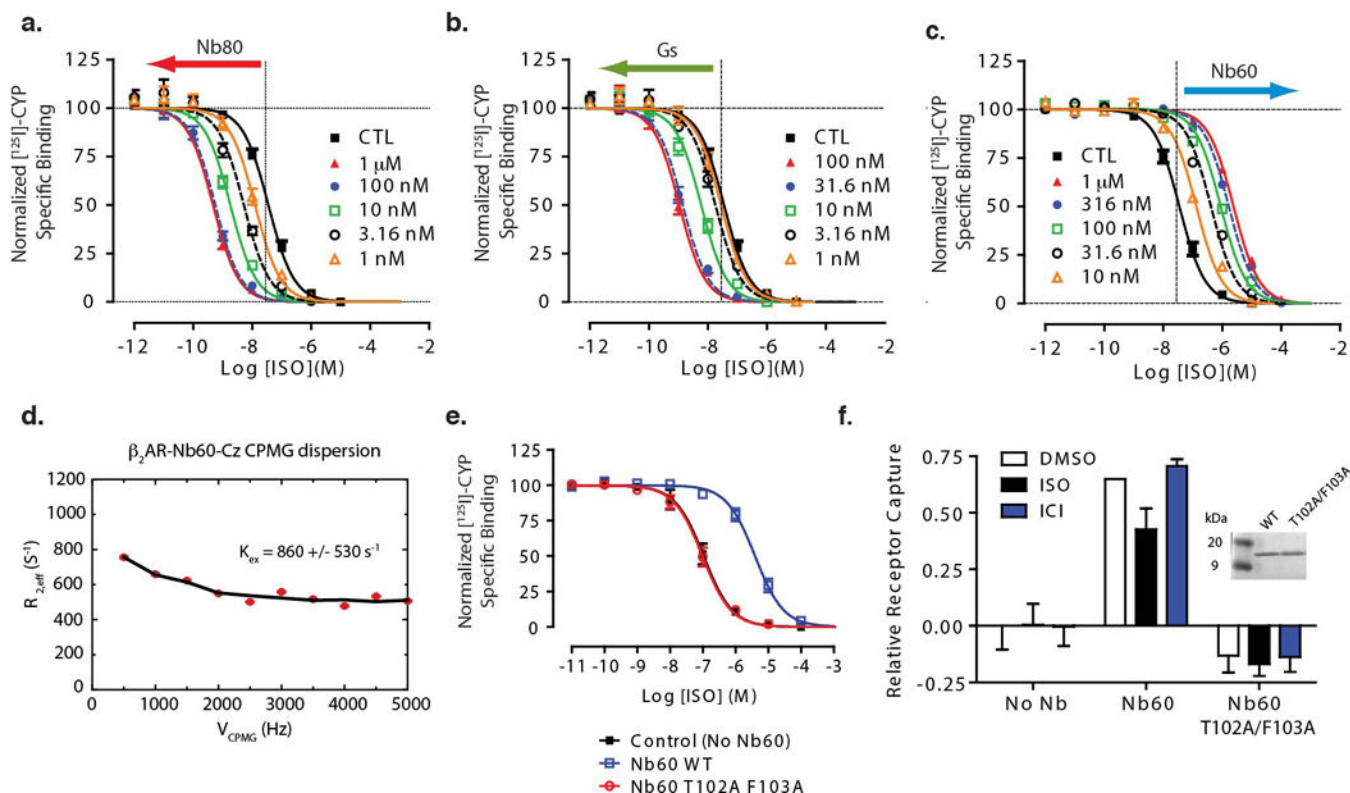 a.
Nb80
Normalized [¹²⁵I]-CYP
Specific Binding
125
100
75
50
25
0
CTL
1 μM
100 nM
10 nM
3.16 nM
1 nM
-12 -10 -8 -6 -4 -2
Log [ISO](M)
b.
Gs
Normalized [¹²⁵I]-CYP
Specific Binding
125
100
75
50
25
0
CTL
100 nM
31.6 nM
10 nM
3.16 nM
1 nM
-12 -10 -8 -6 -4 -2
Log [ISO](M)
c.
Nb60
Normalized [¹²⁵I]-CYP
Specific Binding
125
100
75
50
25
0
CTL
1 μM
316 nM
100 nM
31.6 nM
10 nM
-12 -10 -8 -6 -4 -2
Log [ISO](M)
d.
β₂AR-Nb60-Cz CPMG dispersion
R 2,eff (S⁻¹)
1200
1000
800
600
400
200
0
Kex = 860 +/- 530 s⁻¹
0 1000 2000 3000 4000 5000
VCPMG (Hz)
e.
Normalized [¹²⁵I]-CYP
Specific Binding
125
100
75
50
25
0
-11 -10 -9 -8 -7 -6 -5 -4 -3
Log [ISO] (M)
Control (No Nb60)
Nb60 WT
Nb60 T102A F103A
f.
Relative Receptor Capture
0.75
0.50
0.25
0.00
-0.25
DMSO
ISO
ICI
kDa
20
9
WT
T102A/F103A
No Nb
Nb60
Nb60
T102A/F103A